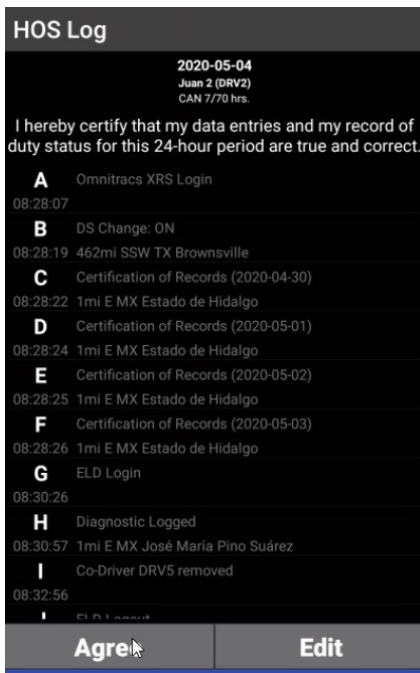 HOS Log
2020-05-04
Juan 2 (DRV2)
CAN 7/70 hrs.
I hereby certify that my data entries and my record of
duty status for this 24-hour period are true and correct.
A Omnitracs XRS Login
08:28:07
B DS Change: ON
08:28:19 462mi SSW TX Brownsville
C Certification of Records (2020-04-30)
08:28:22 1mi E MX Estado de Hidalgo
D Certification of Records (2020-05-01)
08:28:24 1mi E MX Estado de Hidalgo
E Certification of Records (2020-05-02)
08:28:25 1mi E MX Estado de Hidalgo
F Certification of Records (2020-05-03)
08:28:26 1mi E MX Estado de Hidalgo
G ELD Login
08:30:26
H Diagnostic Logged
08:30:57 1mi E MX José María Pino Suárez
I Co-Driver DRV5 removed
08:32:56
ELD Logout
Agree Edit